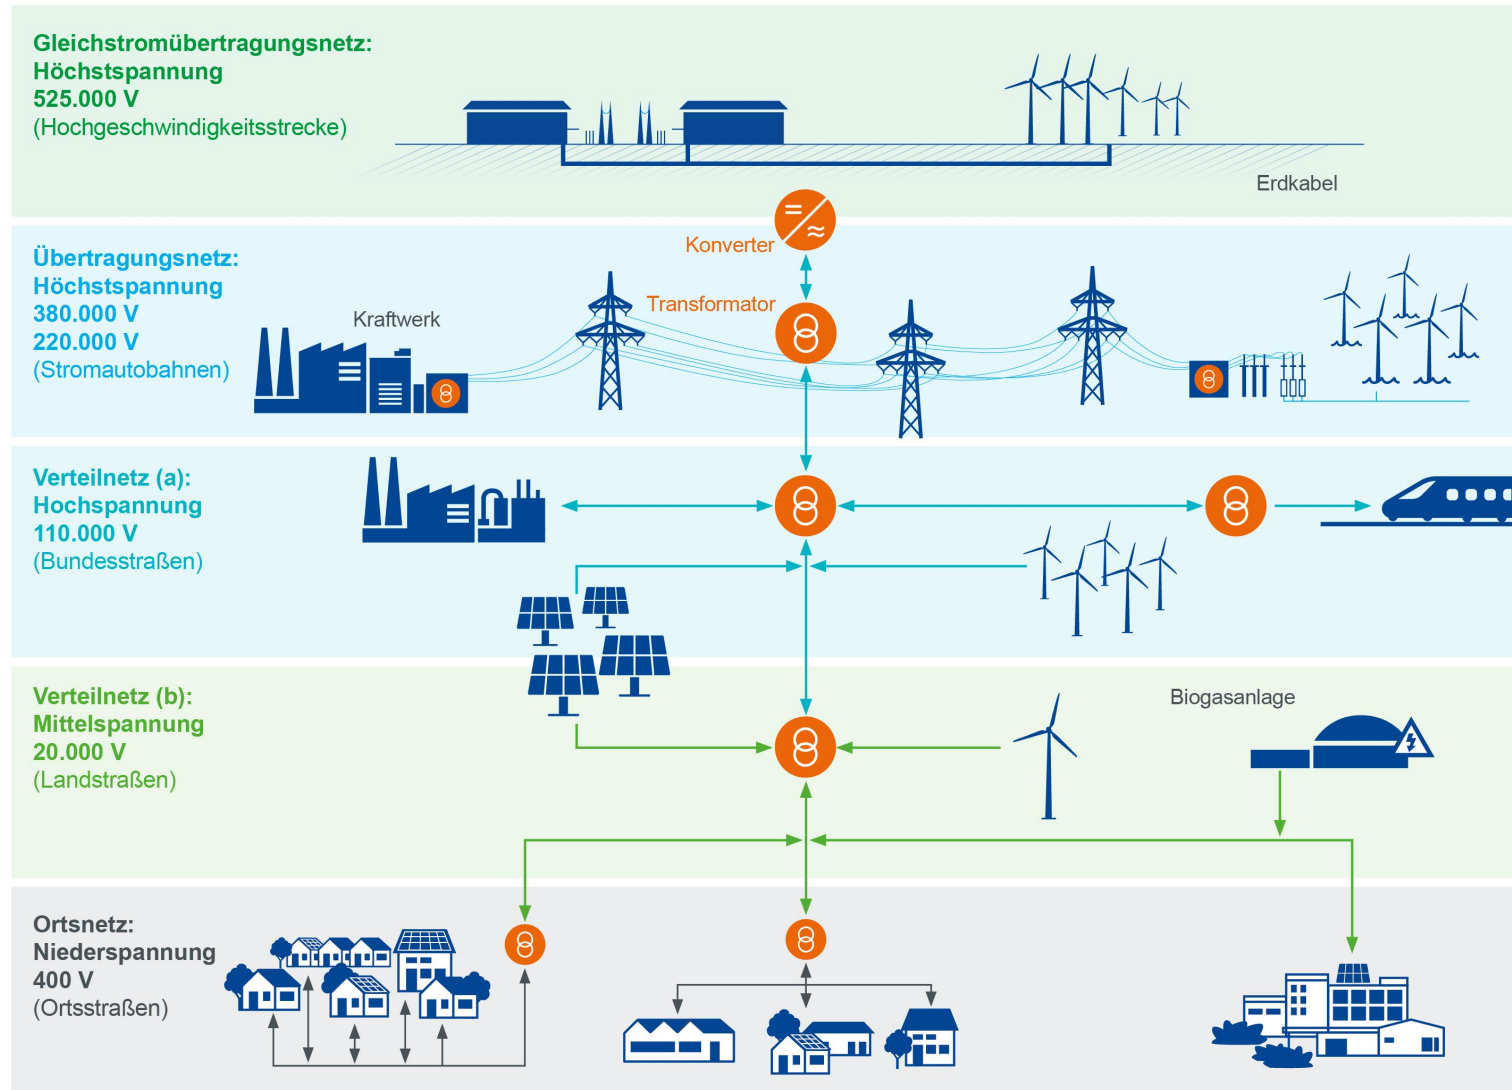 Gleichstromübertragungsnetz:
Höchstspannung
525.000 V
(Hochgeschwindigkeitsstrecke)
Erdkabel
Konverter
Übertragungsnetz:
Höchstspannung
380.000 V
220.000 V
(Stromautobahnen)
Kraftwerk
Transformator
Verteilnetz (a):
Hochspannung
110.000 V
(Bundesstraßen)
Verteilnetz (b):
Mittelspannung
20.000 V
(Landstraßen)
Biogasanlage
Ortsnetz:
Niederspannung
400 V
(Ortsstraßen)